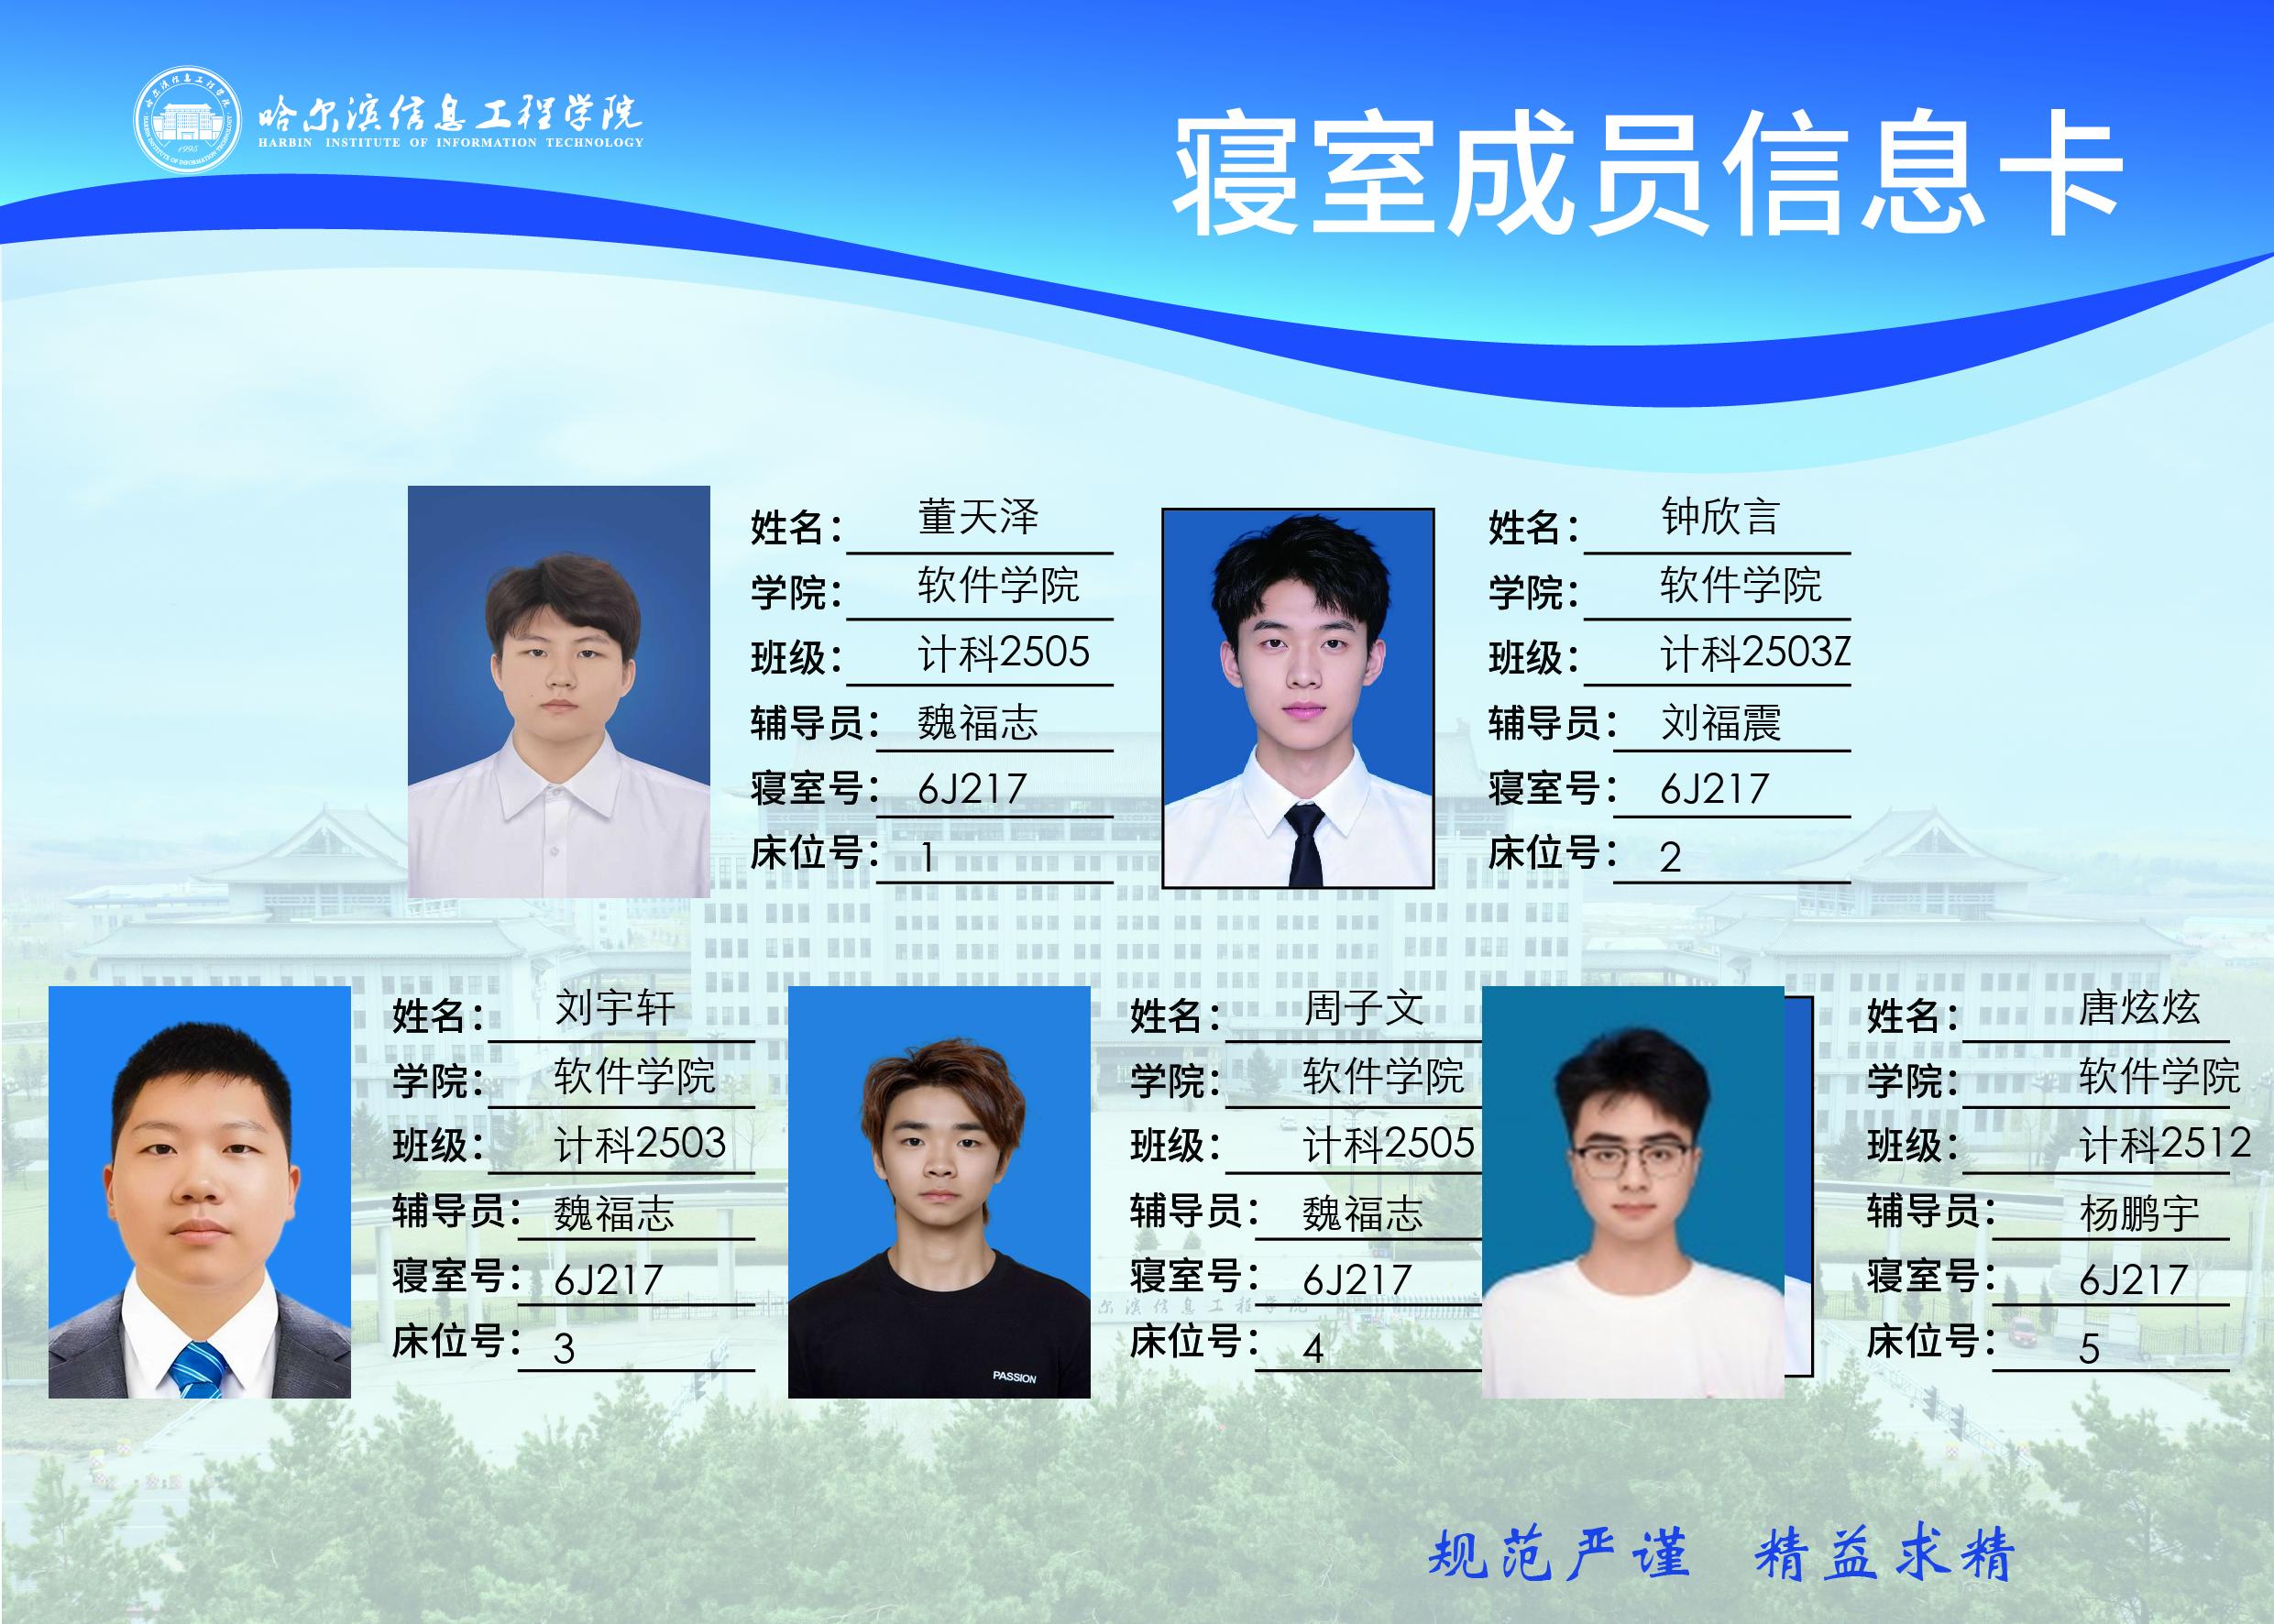 哈尔滨信息工程学院
HARBIN INSTITUTE OF INFORMATION TECHNOLOGY
1995
寝室成员信息卡
姓名： 董天泽
学院： 软件学院
班级： 计科2505
辅导员： 魏福志
寝室号： 6J217
床位号： 1
姓名： 钟欣言
学院： 软件学院
班级： 计科2503Z
辅导员： 刘福震
寝室号： 6J217
床位号： 2
姓名： 刘宇轩
学院： 软件学院
班级： 计科2503
辅导员： 魏福志
寝室号： 6J217
床位号： 3
PASSION
姓名： 周子文
学院： 软件学院
班级： 计科2505
辅导员： 魏福志
寝室号： 6J217
床位号： 4
姓名： 唐炫炫
学院： 软件学院
班级： 计科2512
辅导员： 杨鹏宇
寝室号： 6J217
床位号： 5
尔滨信息工程学院
规范严谨 精益求精